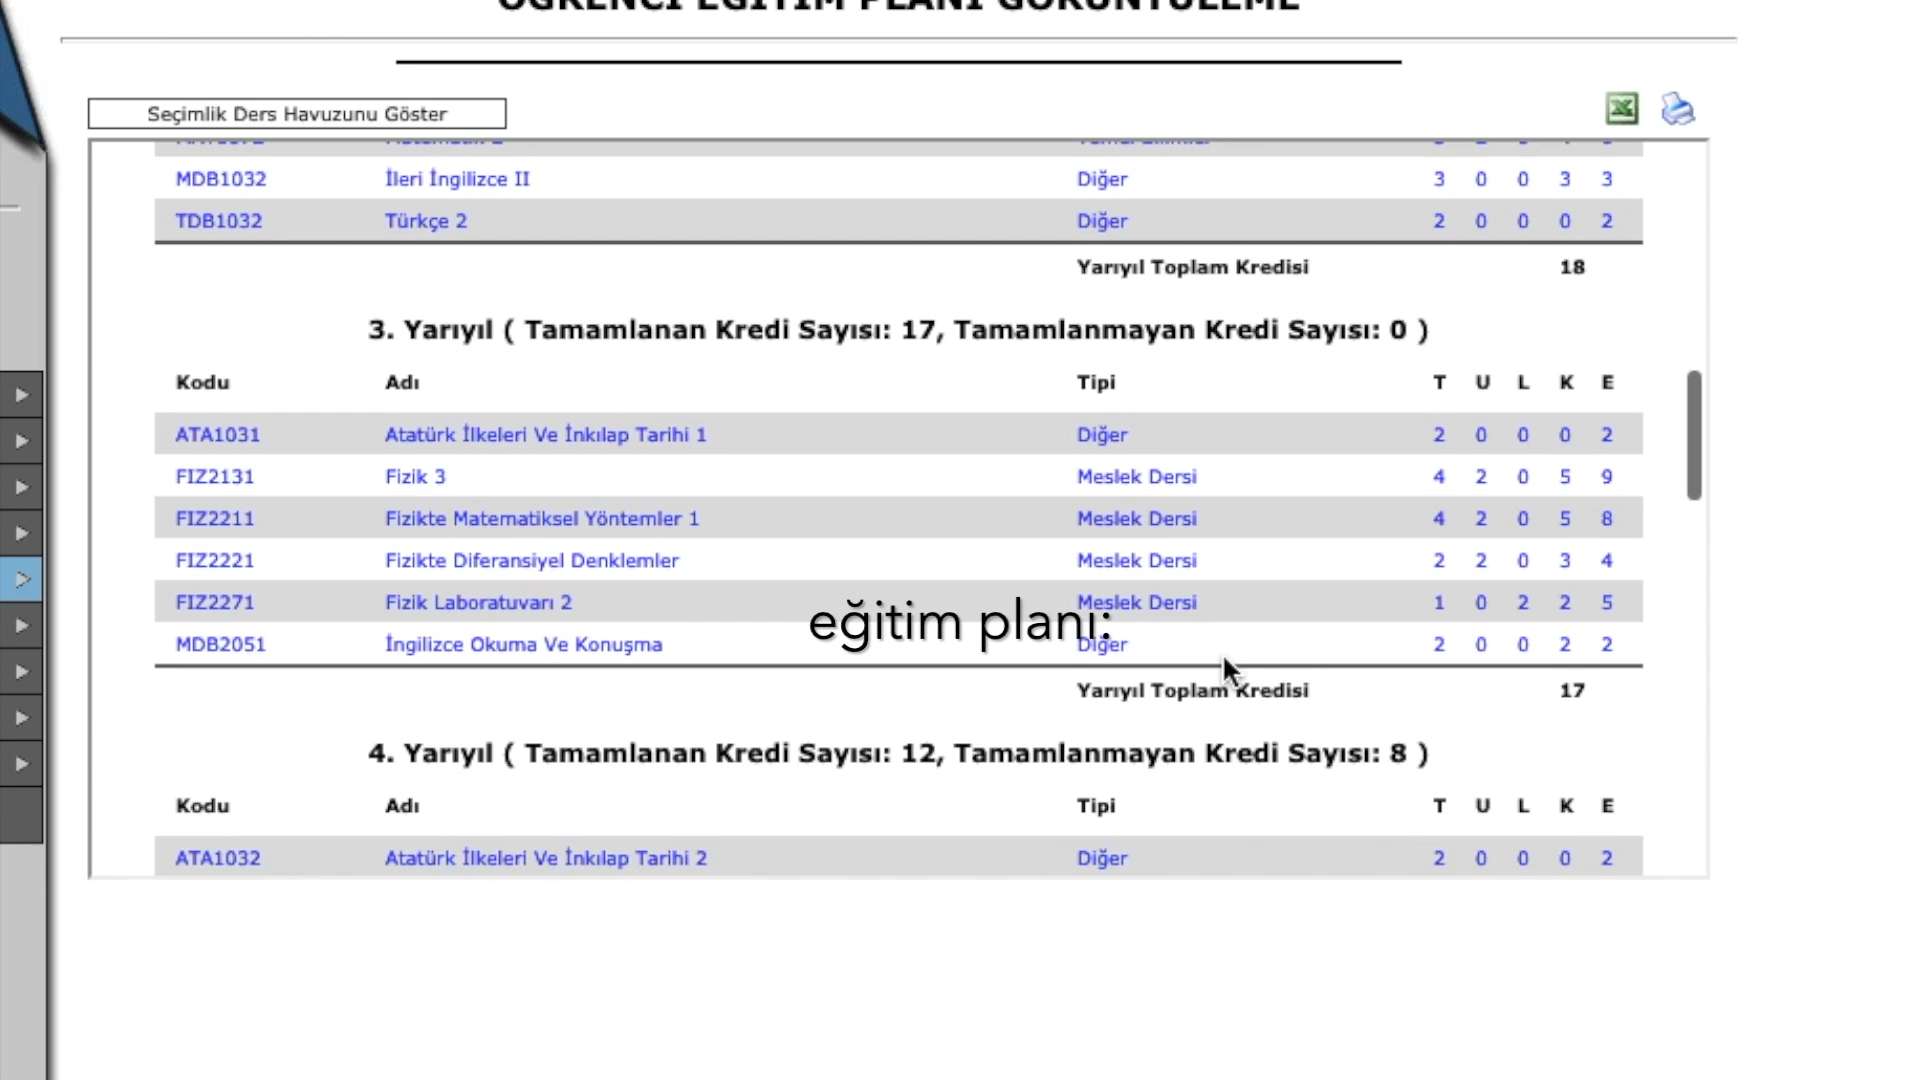 ÖĞRENCİ EĞİTİM PLANI GÖRÜNTÜLEME
Seçimlik Ders Havuzunu Göster
MDB1032 İleri İngilizce II Diğer 3 0 0 3 3
TDB1032 Türkçe 2 Diğer 2 0 0 0 2
Yarıyıl Toplam Kredisi 18
3. Yarıyıl ( Tamamlanan Kredi Sayısı: 17, Tamamlanmayan Kredi Sayısı: 0 )
Kodu Adı Tipi T U L K E
ATA1031 Atatürk İlkeleri Ve İnkılap Tarihi 1 Diğer 2 0 0 0 2
FIZ2131 Fizik 3 Meslek Dersi 4 2 0 5 9
FIZ2211 Fizikte Matematiksel Yöntemler 1 Meslek Dersi 4 2 0 5 8
FIZ2221 Fizikte Diferansiyel Denklemler Meslek Dersi 2 2 0 3 4
FIZ2271 Fizik Laboratuvarı 2 Meslek Dersi 1 0 2 2 5
eğitim planı:
MDB2051 İngilizce Okuma Ve Konuşma Diğer 2 0 0 2 2
Yarıyıl Toplam Kredisi 17
4. Yarıyıl ( Tamamlanan Kredi Sayısı: 12, Tamamlanmayan Kredi Sayısı: 8 )
Kodu Adı Tipi T U L K E
ATA1032 Atatürk İlkeleri Ve İnkılap Tarihi 2 Diğer 2 0 0 0 2